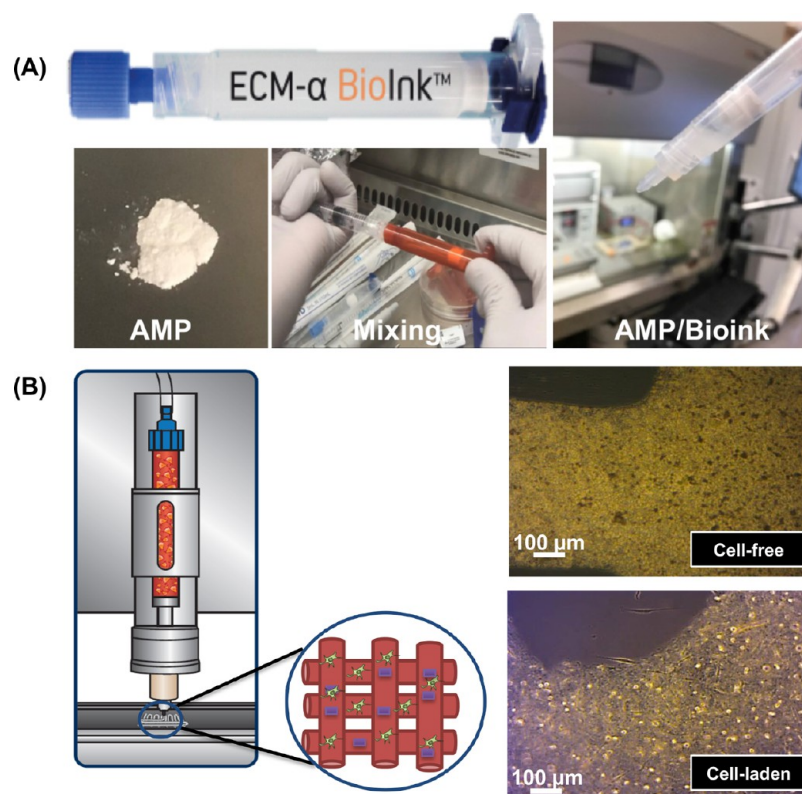 (A)
ECM-α BioInk™
AMP
Mixing
AMP/Bioink
(B)
100 µm
Cell-free
100 µm
Cell-laden